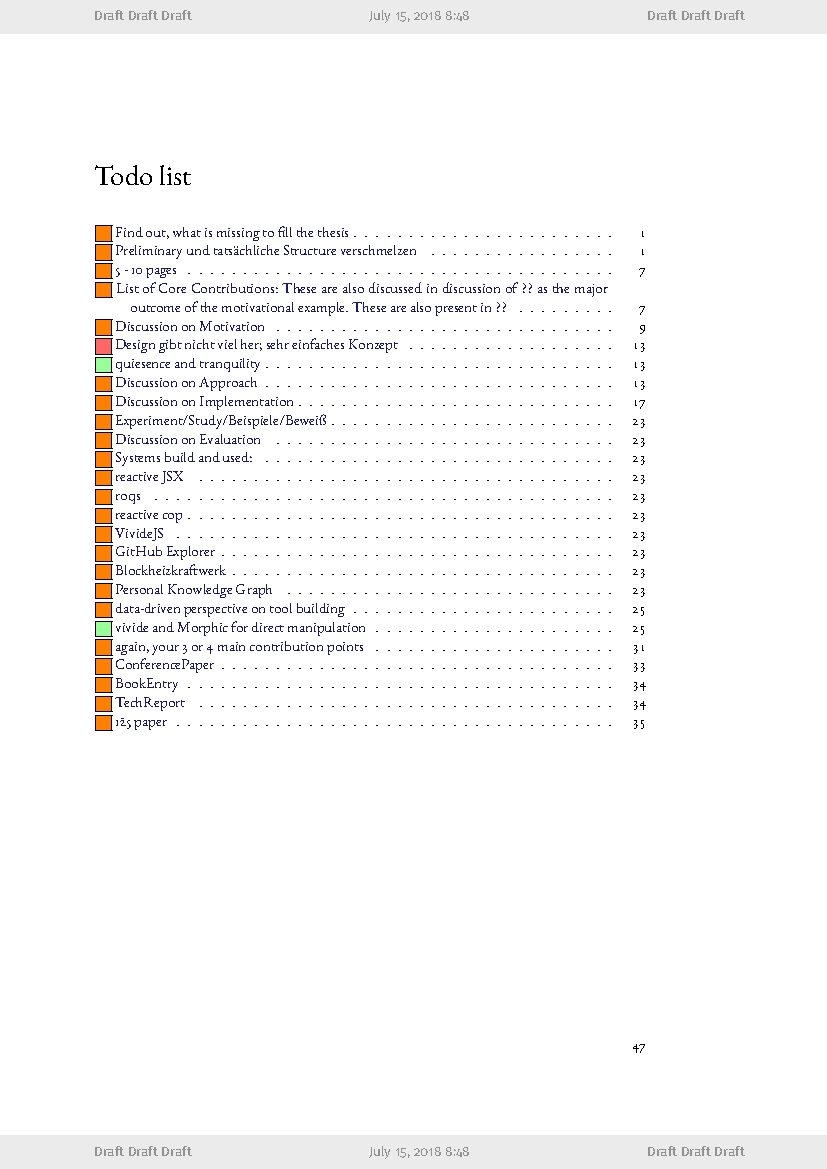 Draft Draft Draft July 15, 2018 8:48 Draft Draft Draft
Todo list
Find out, what is missing to fill the thesis . . . . . . . . . . . . . . . . . . . . . . . . 1
Preliminary und tatsächliche Structure verschmelzen . . . . . . . . . . . . . . . . . 1
5 - 10 pages . . . . . . . . . . . . . . . . . . . . . . . . . . . . . . . . . . . . . . . 7
List of Core Contributions: These are also discussed in discussion of ?? as the major
outcome of the motivational example. These are also present in ?? . . . . . . . . . 7
Discussion on Motivation . . . . . . . . . . . . . . . . . . . . . . . . . . . . . . . 9
Design gibt nicht viel her; sehr einfaches Konzept . . . . . . . . . . . . . . . . . . . 13
quiesence and tranquility . . . . . . . . . . . . . . . . . . . . . . . . . . . . . . . . 13
Discussion on Approach . . . . . . . . . . . . . . . . . . . . . . . . . . . . . . . . 13
Discussion on Implementation . . . . . . . . . . . . . . . . . . . . . . . . . . . . . 17
Experiment/Study/Beispiele/Beweiß . . . . . . . . . . . . . . . . . . . . . . . . . . 23
Discussion on Evaluation . . . . . . . . . . . . . . . . . . . . . . . . . . . . . . . 23
Systems build and used: . . . . . . . . . . . . . . . . . . . . . . . . . . . . . . . . 23
reactive JSX . . . . . . . . . . . . . . . . . . . . . . . . . . . . . . . . . . . . . . 23
roqs . . . . . . . . . . . . . . . . . . . . . . . . . . . . . . . . . . . . . . . . . . 23
reactive cop . . . . . . . . . . . . . . . . . . . . . . . . . . . . . . . . . . . . . . . 23
VivideJS . . . . . . . . . . . . . . . . . . . . . . . . . . . . . . . . . . . . . . . . 23
GitHub Explorer . . . . . . . . . . . . . . . . . . . . . . . . . . . . . . . . . . . . 23
Blockheizkraftwerk . . . . . . . . . . . . . . . . . . . . . . . . . . . . . . . . . . . 23
Personal Knowledge Graph . . . . . . . . . . . . . . . . . . . . . . . . . . . . . . 23
data-driven perspective on tool building . . . . . . . . . . . . . . . . . . . . . . . . 25
vivide and Morphic for direct manipulation . . . . . . . . . . . . . . . . . . . . . . 25
again, your 3 or 4 main contribution points . . . . . . . . . . . . . . . . . . . . . . 31
ConferencePaper . . . . . . . . . . . . . . . . . . . . . . . . . . . . . . . . . . . . 33
BookEntry . . . . . . . . . . . . . . . . . . . . . . . . . . . . . . . . . . . . . . . 34
TechReport . . . . . . . . . . . . . . . . . . . . . . . . . . . . . . . . . . . . . . 34
paper . . . . . . . . . . . . . . . . . . . . . . . . . . . . . . . . . . . . . . . . 35
47
Draft Draft Draft July 15, 2018 8:48 Draft Draft Draft